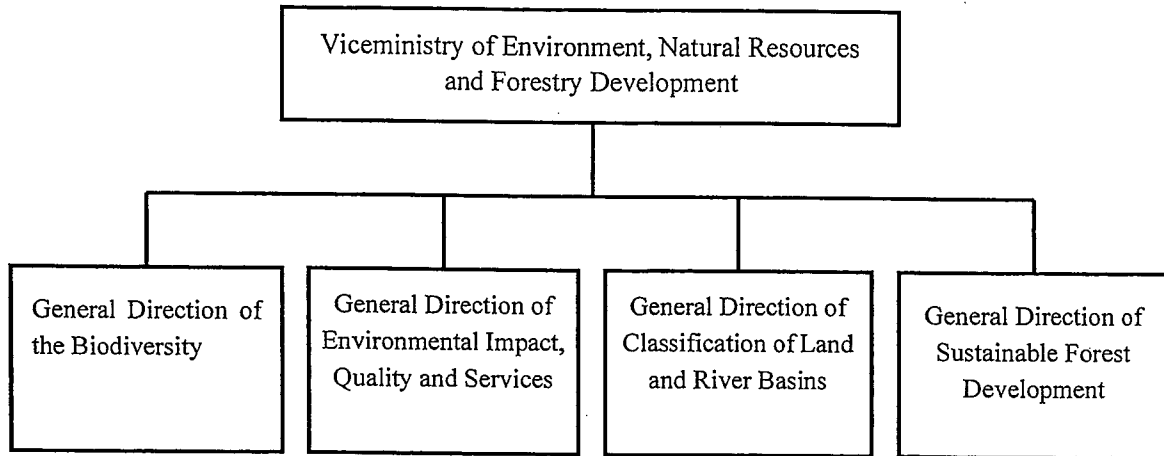 Viceministry of Environment, Natural Resources
and Forestry Development
General Direction of
the Biodiversity
General Direction of
Environmental Impact,
Quality and Services
General Direction of
Classification of Land
and River Basins
General Direction of
Sustainable Forest
Development